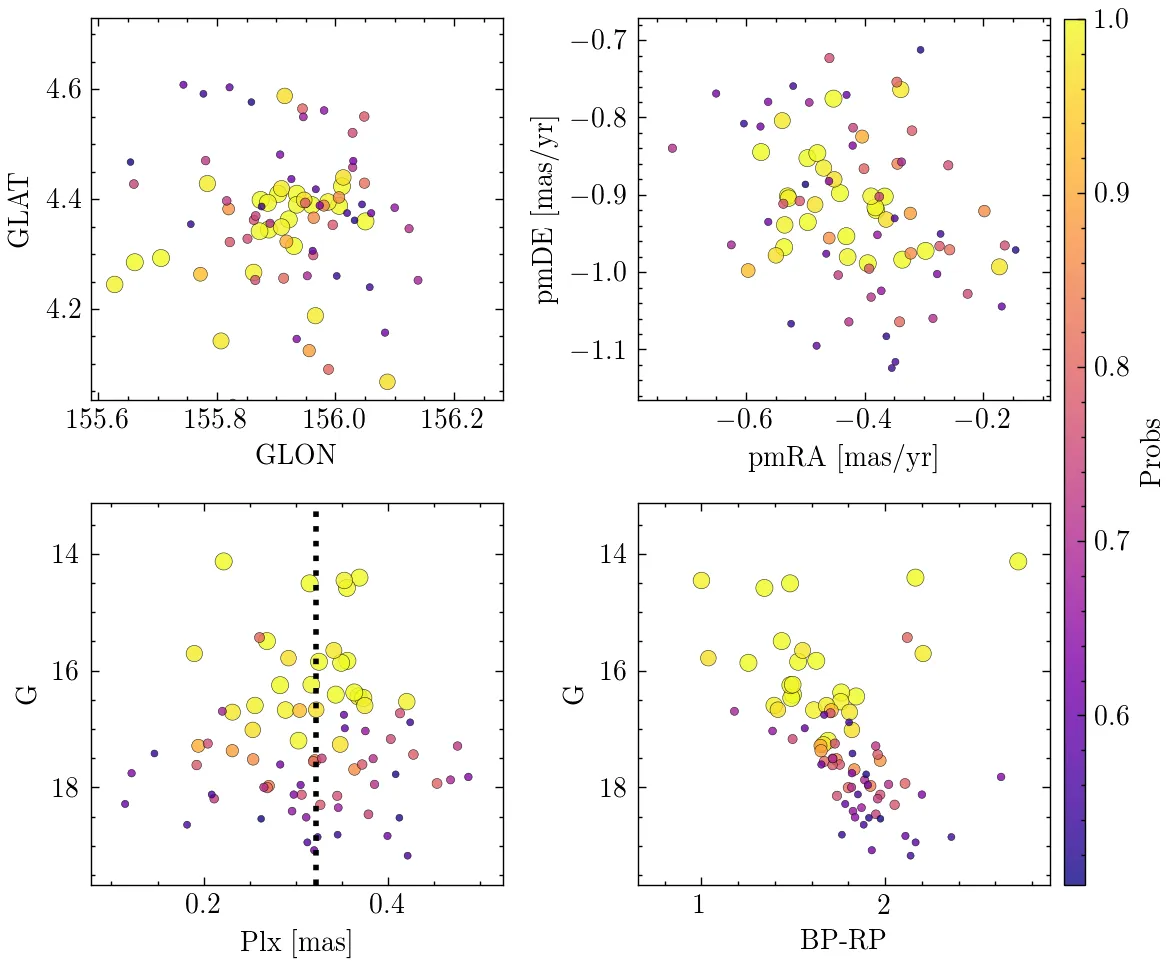 4.6
4.4
4.2
GLAT
155.6 155.8 156.0 156.2
GLON
−0.7
−0.8
−0.9
−1.0
−1.1
pmDE [mas/yr]
−0.6 −0.4 −0.2
pmRA [mas/yr]
14
16
18
G
0.2 0.4
Plx [mas]
14
16
18
G
1 2
BP-RP
1.0
0.9
0.8
0.7
0.6
Probs